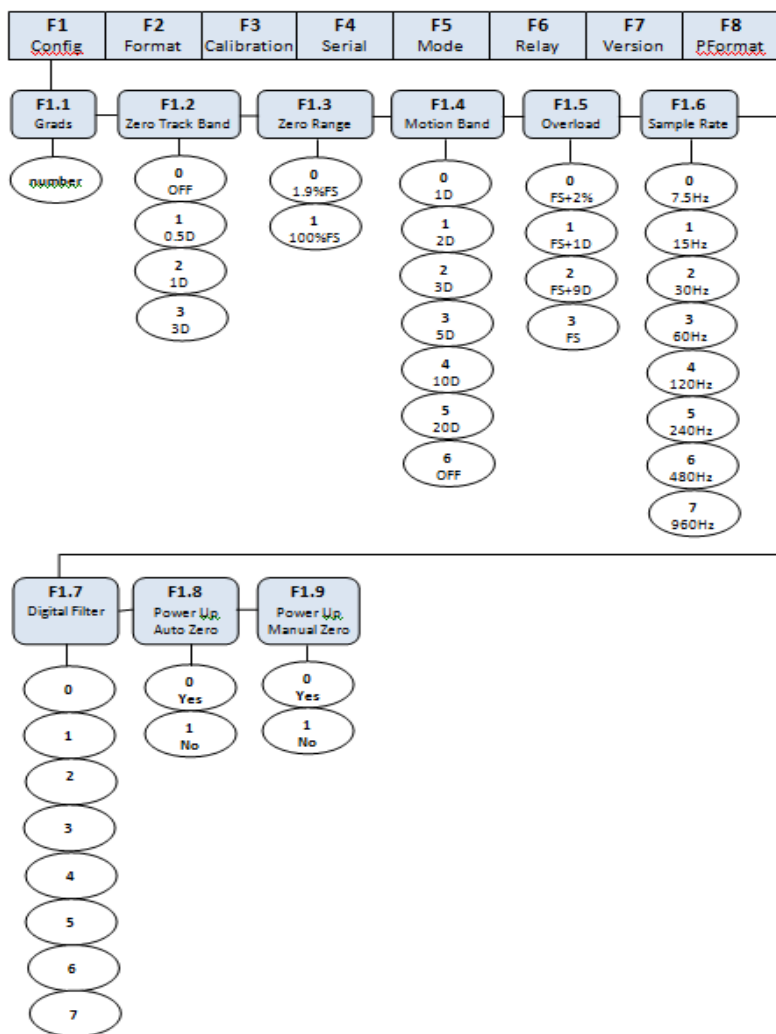 F1 F2 F3 F4 F5 F6 F7 F8
Config Format Calibration Serial Mode Relay Version PFormat
F1.1 F1.2 F1.3 F1.4 F1.5 F1.6
Grads Zero Track Band Zero Range Motion Band Overload Sample Rate
number
0 0 0 0 0
OFF 1.9%FS 1D FS+2% 7.5Hz
1 1 1 1 1
0.5D 100%FS 2D FS+1D 15Hz
2 2 2 2
1D 3D FS+9D 30Hz
3 3 3 3
3D 5D FS 60Hz
4 4
10D 120Hz
5 5
20D 240Hz
6 6
OFF 480Hz
7
960Hz
F1.7 F1.8 F1.9
Digital Filter Power Up Power Up
Auto Zero Manual Zero
0 0 0
Yes Yes
1 1 1
No No
2
3
4
5
6
7